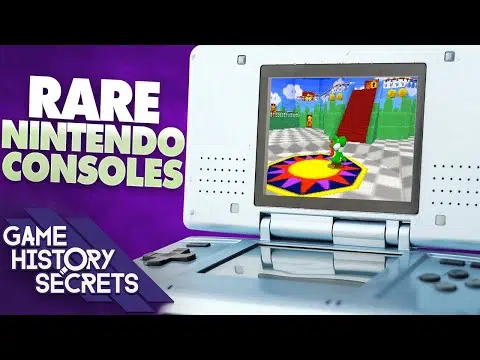 RARE
NINTENDO
CONSOLES
GAME
HISTORY
SECRETS